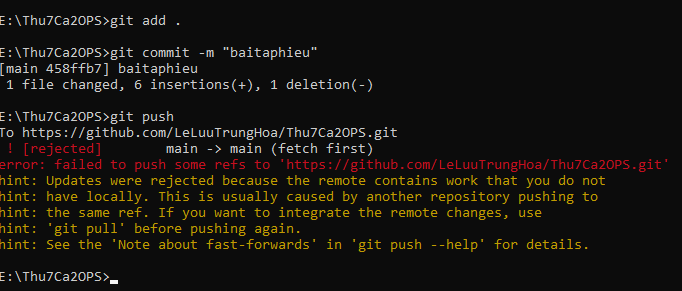 E:\Thu7Ca2OPS>git add .
E:\Thu7Ca2OPS>git commit -m "baitaphieu"
[main 458ffb7] baitaphieu
1 file changed, 6 insertions(+), 1 deletion(-)
E:\Thu7Ca2OPS>git push
To https://github.com/LeLuuTrungHoa/Thu7Ca2OPS.git
! [rejected]        main -> main (fetch first)
error: failed to push some refs to 'https://github.com/LeLuuTrungHoa/Thu7Ca2OPS.git'
hint: Updates were rejected because the remote contains work that you do not
hint: have locally. This is usually caused by another repository pushing to
hint: the same ref. If you want to integrate the remote changes, use
hint: 'git pull' before pushing again.
hint: See the 'Note about fast-forwards' in 'git push --help' for details.
E:\Thu7Ca2OPS>